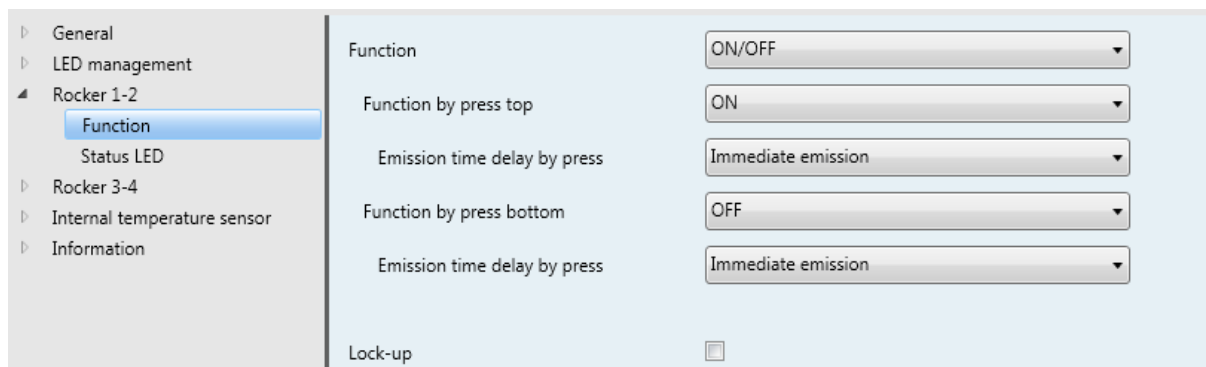 General
LED management
Rocker 1-2
Function
Status LED
Rocker 3-4
Internal temperature sensor
Information
Function ON/OFF
Function by press top ON
Emission time delay by press Immediate emission
Function by press bottom OFF
Emission time delay by press Immediate emission
Lock-up